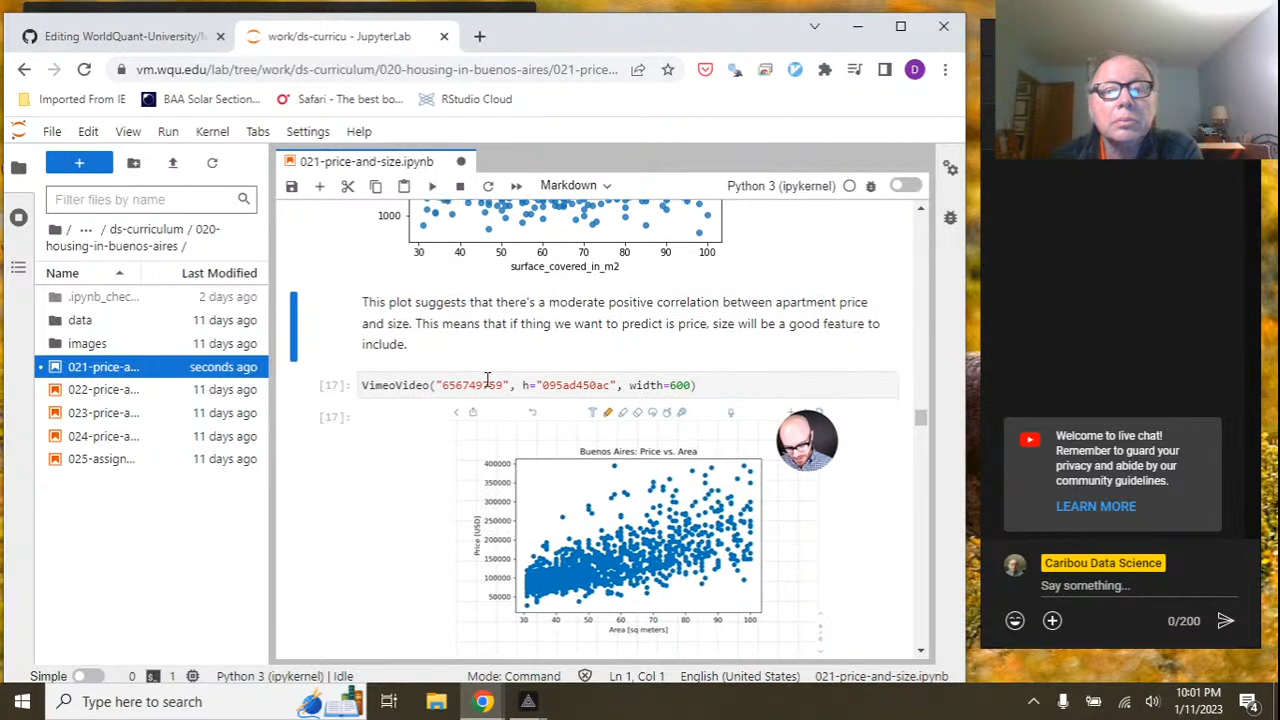 Editing WorldQuant-University/
work/ds-curricu - JupyterLab
vm.wqu.edu/lab/tree/work/ds-curriculum/020-housing-in-buenos-aires/021-price...
D
Imported From IE
BAA Solar Section...
Safari - The best bo...
RStudio Cloud
File Edit View Run Kernel Tabs Settings Help
+
Filter files by name
/ ... / ds-curriculum / 020-
housing-in-buenos-aires /
Name Last Modified
.ipynb_chec... 2 days ago
data 11 days ago
images 11 days ago
021-price-a... seconds ago
022-price-a... 11 days ago
023-price-a... 11 days ago
024-price-a... 11 days ago
025-assign... 11 days ago
021-price-and-size.ipynb
Markdown
Python 3 (ipykernel)
1000
30 40 50 60 70 80 90 100
surface_covered_in_m2
This plot suggests that there's a moderate positive correlation between apartment price
and size. This means that if thing we want to predict is price, size will be a good feature to
include.
[17]: VimeoVideo("656749759", h="095ad450ac", width=600)
[17]:
Buenos Aires: Price vs. Area
400000
350000
300000
250000
200000
150000
100000
50000
Price [USD]
30 40 50 60 70 80 90 100
Area [sq meters]
Simple 0 1 Python 3 (ipykernel) | Idle Mode: Command Ln 1, Col 1 English (United States) 021-price-and-size.ipynb
Type here to search
10:01 PM
1/11/2023
4
Welcome to live chat!
Remember to guard your
privacy and abide by our
community guidelines.
LEARN MORE
Caribou Data Science
Say something...
0/200